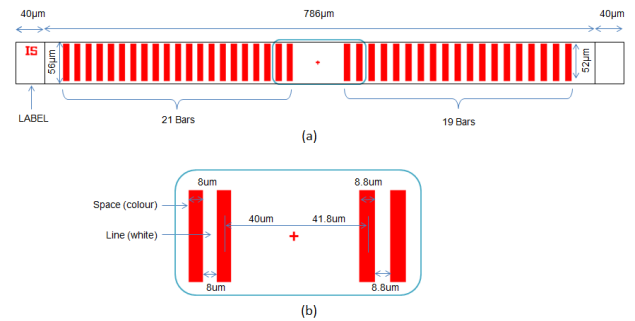 40µm 786µm 40µm
IS
56µm
52µm
LABEL
21 Bars
19 Bars
(a)
8um 8.8um
Space (colour)
40um 41.8um
Line (white)
8um 8.8um
(b)